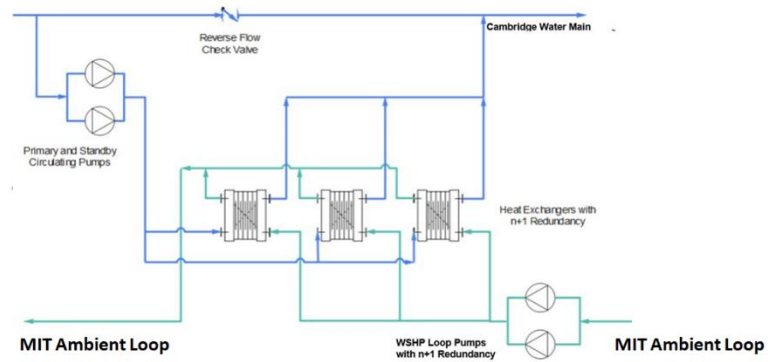 Cambridge Water Main
Reverse Flow
Check Valve
Primary and Standby
Circulating Pumps
Heat Exchangers with
n+1 Redundancy
MIT Ambient Loop
WSHP Loop Pumps
with n+1 Redundancy
MIT Ambient Loop